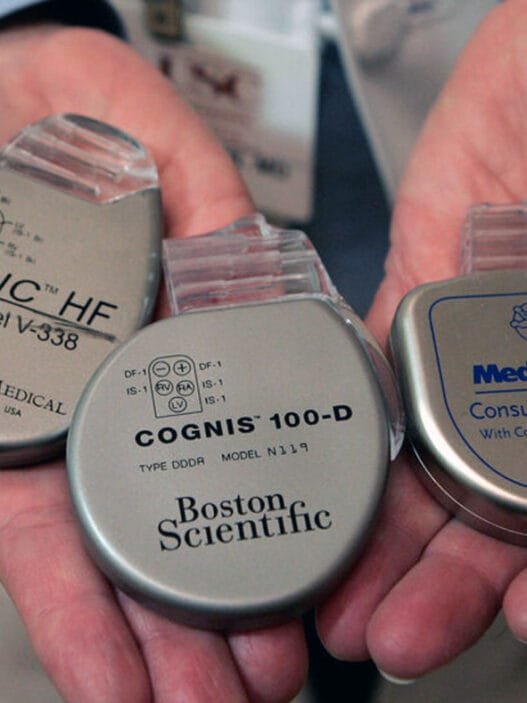 IC™ HF
el V-338
MEDICAL
USA
DF-1 − + DF-1
IS-1 RV RA IS-1
LV IS-1
COGNIS™ 100-D
TYPE DDDR MODEL N119
Boston
Scientific
Med
Consu
With Co